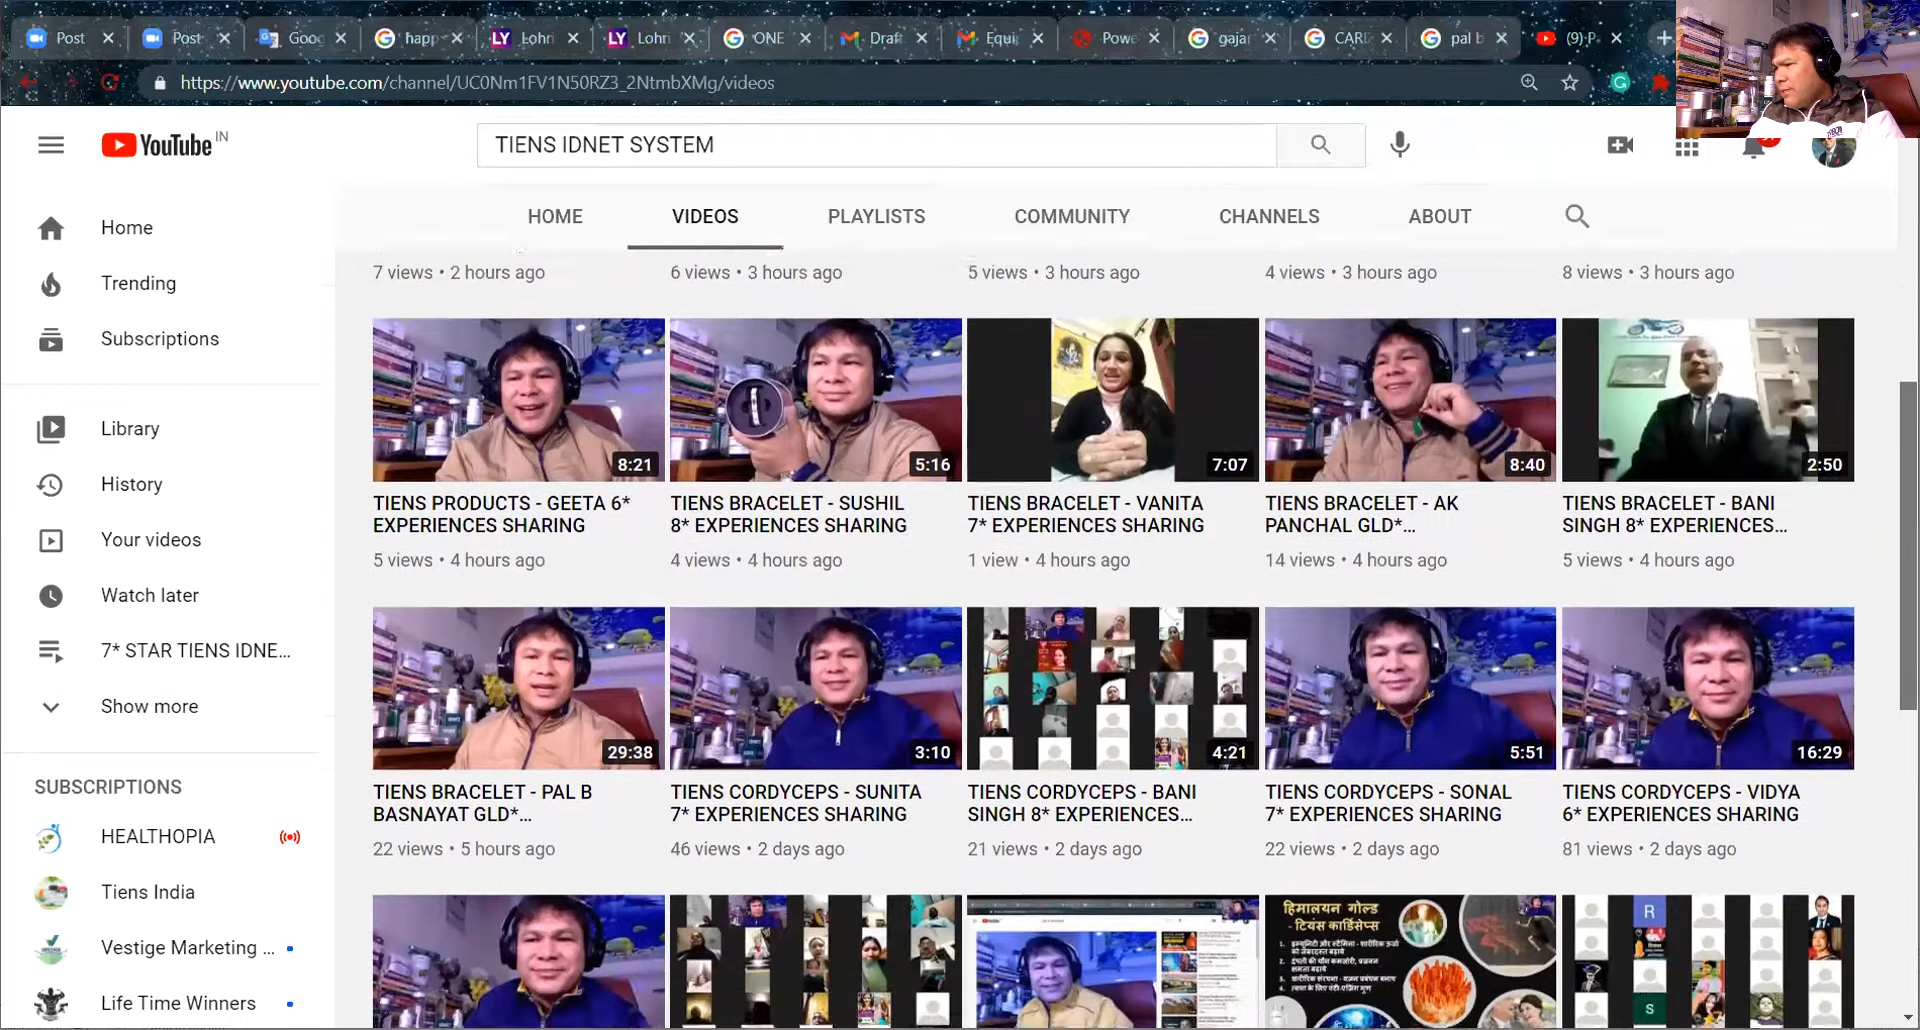 Post
Post
Gooc
happ
Lohri
Lohri
ONE
Draft
Equi
Powe
gajar
CARD
pal b
(9) P
https://www.youtube.com/channel/UC0Nm1FV1N50RZ3_2NtmbXMg/videos
YouTube IN
TIENS IDNET SYSTEM
HOME VIDEOS PLAYLISTS COMMUNITY CHANNELS ABOUT
Home
Trending
Subscriptions
Library
History
Your videos
Watch later
7* STAR TIENS IDNE...
Show more
SUBSCRIPTIONS
HEALTHOPIA
Tiens India
Vestige Marketing ...
Life Time Winners
7 views • 2 hours ago
6 views • 3 hours ago
5 views • 3 hours ago
4 views • 3 hours ago
8 views • 3 hours ago
8:21
5:16
7:07
8:40
2:50
TIENS PRODUCTS - GEETA 6*
EXPERIENCES SHARING
5 views • 4 hours ago
TIENS BRACELET - SUSHIL
8* EXPERIENCES SHARING
4 views • 4 hours ago
TIENS BRACELET - VANITA
7* EXPERIENCES SHARING
1 view • 4 hours ago
TIENS BRACELET - AK
PANCHAL GLD*...
14 views • 4 hours ago
TIENS BRACELET - BANI
SINGH 8* EXPERIENCES...
5 views • 4 hours ago
29:38
3:10
4:21
5:51
16:29
TIENS BRACELET - PAL B
BASNAYAT GLD*...
22 views • 5 hours ago
TIENS CORDYCEPS - SUNITA
7* EXPERIENCES SHARING
46 views • 2 days ago
TIENS CORDYCEPS - BANI
SINGH 8* EXPERIENCES...
21 views • 2 days ago
TIENS CORDYCEPS - SONAL
7* EXPERIENCES SHARING
22 views • 2 days ago
TIENS CORDYCEPS - VIDYA
6* EXPERIENCES SHARING
81 views • 2 days ago
हिमालयन गोल्ड
- टियंस कार्डिसेप्स
R
S